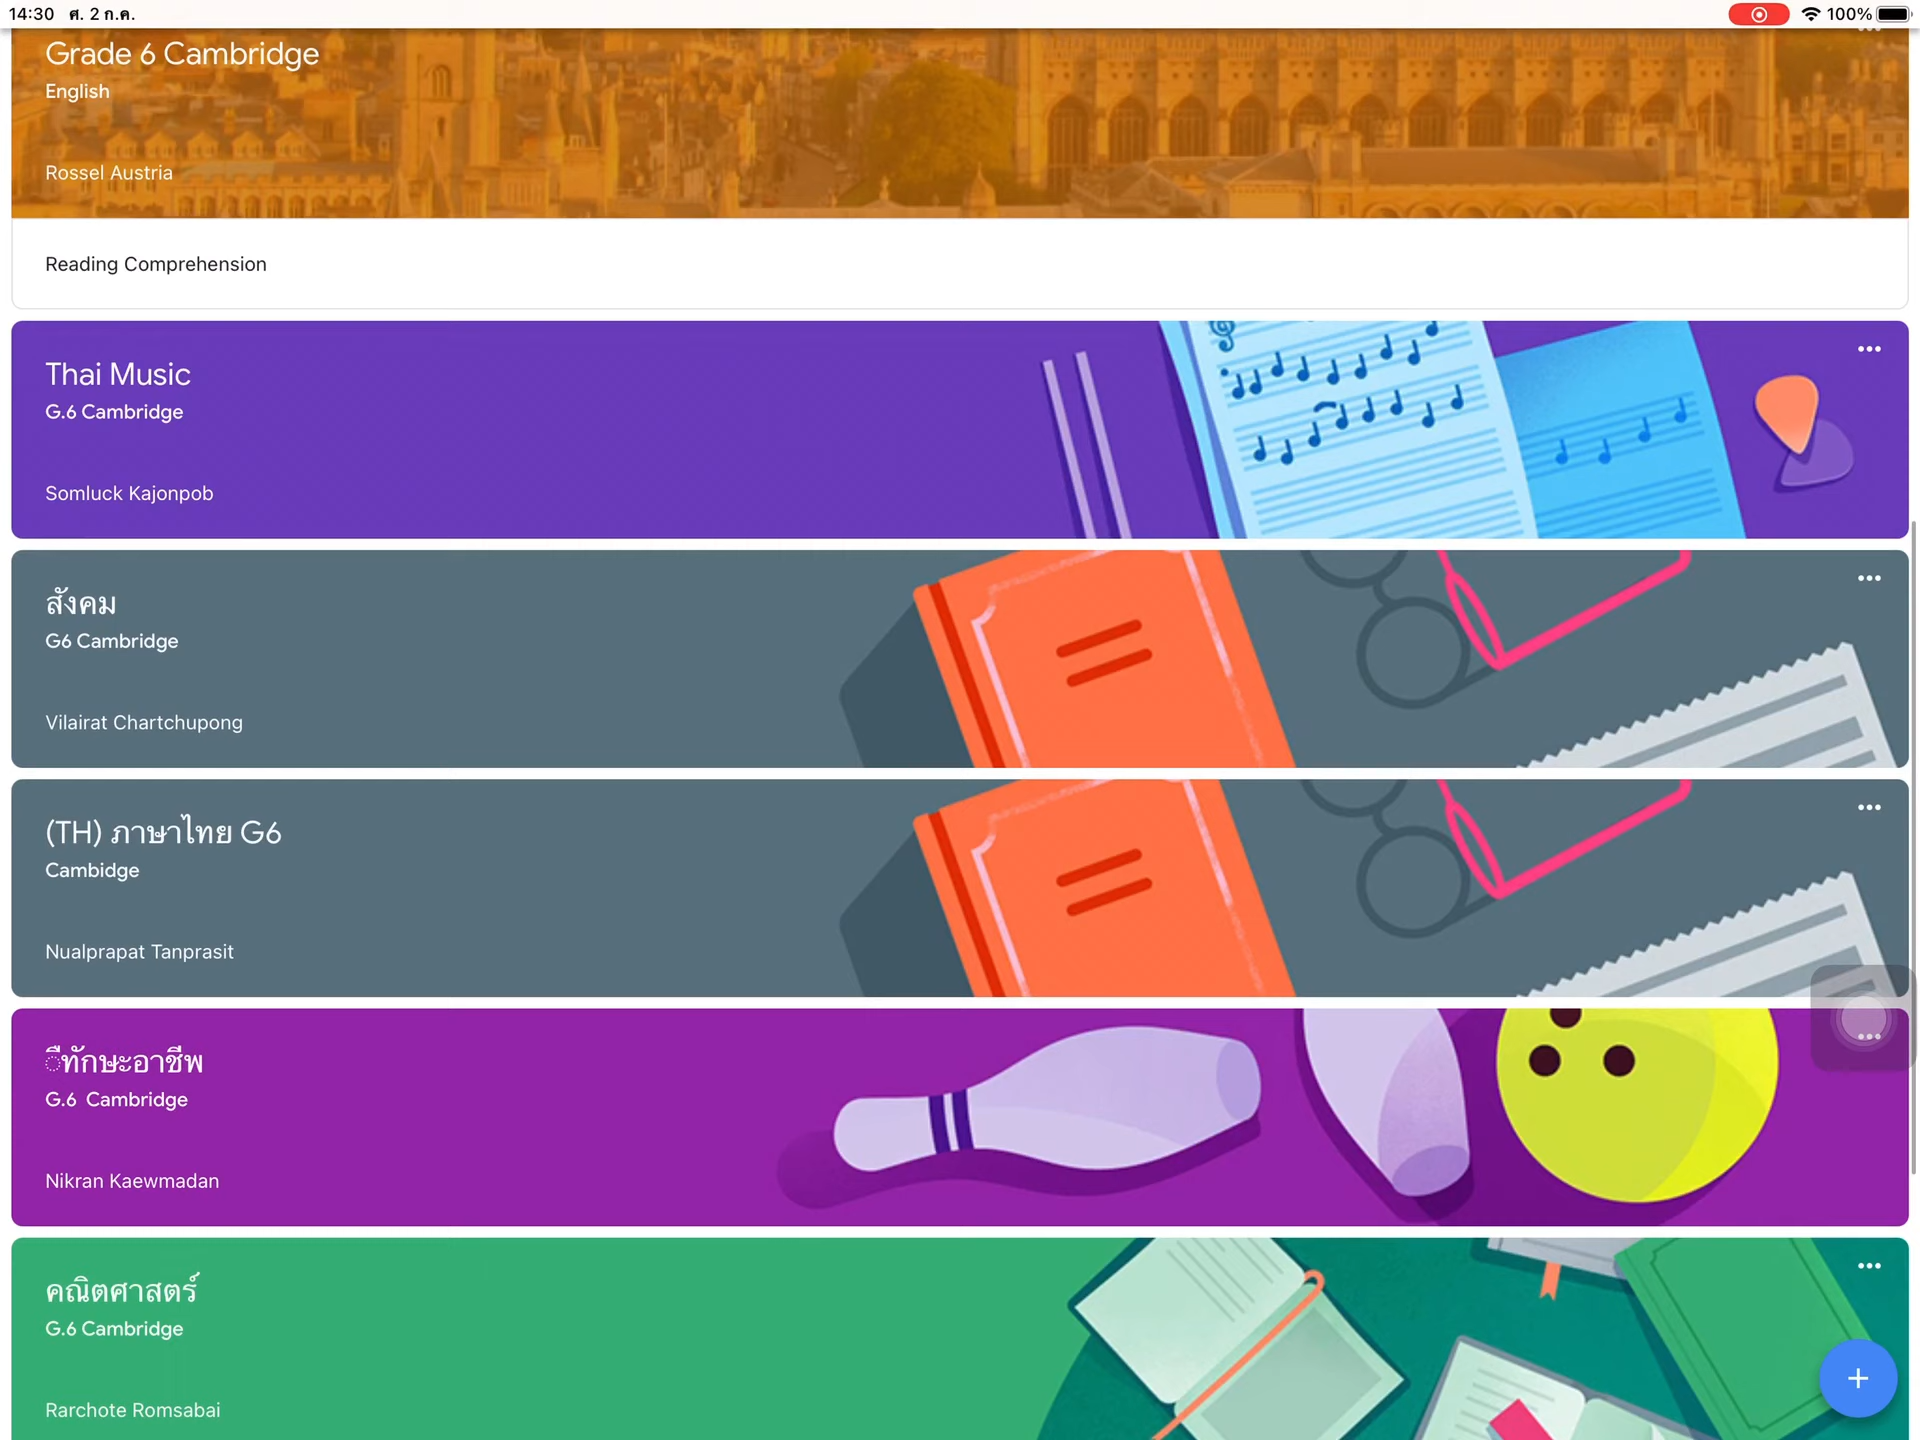 14:30 ศ. 2 ก.ค. 100%
Grade 6 Cambridge
English
Rossel Austria
Reading Comprehension
Thai Music
G.6 Cambridge
Somluck Kajonpob
สังคม
G6 Cambridge
Vilairat Chartchupong
(TH) ภาษาไทย G6
Cambidge
Nualprapat Tanprasit
ืทักษะอาชีพ
G.6 Cambridge
Nikran Kaewmadan
คณิตศาสตร์
G.6 Cambridge
Rarchote Romsabai